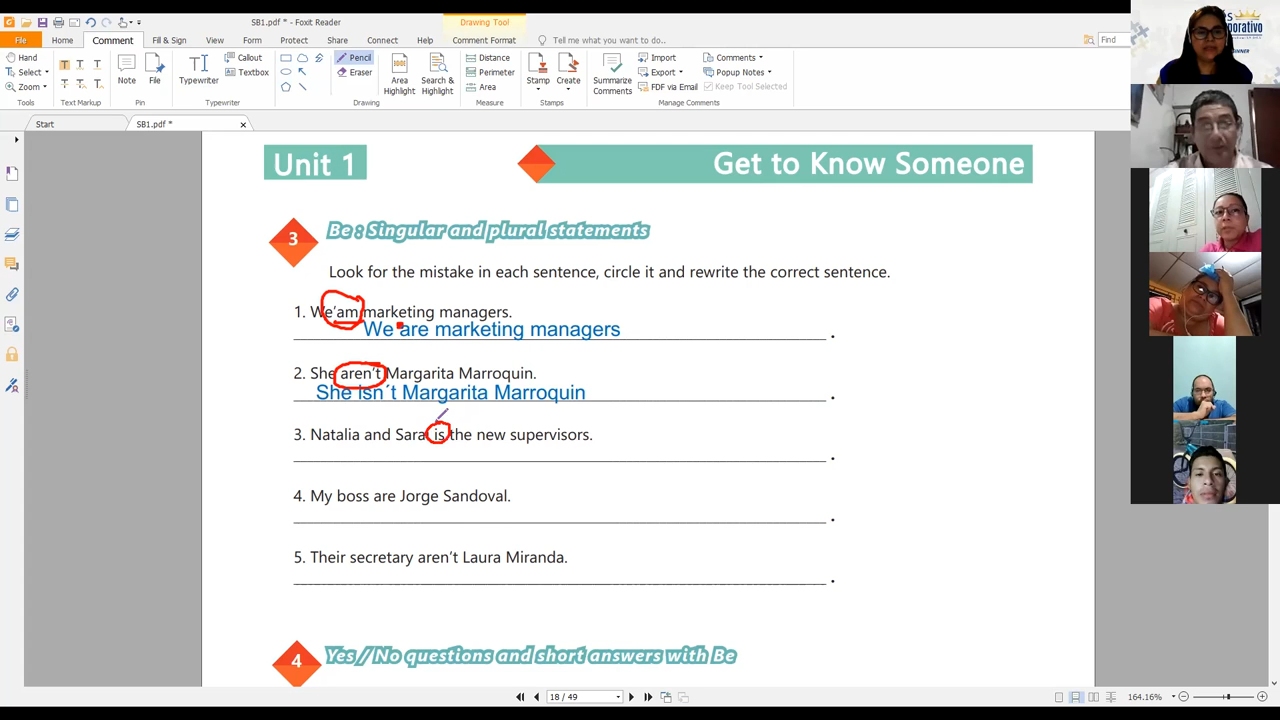 SB1.pdf * - Foxit Reader
Drawing Tool
File Home Comment Fill & Sign View Form Protect Share Connect Help Comment Format Tell me what you want to do... Find
Hand
Select
Zoom
Tools
T T T
T T T
Text Markup
Note
File
Pin
Typewriter
Callout
Textbox
Typewriter
Pencil
Eraser
Drawing
Area Highlight
Search & Highlight
Distance
Perimeter
Area
Measure
Stamp
Create
Stamps
Summarize Comments
Import
Export
FDF via Email
Comments
Popup Notes
Keep Tool Selected
Manage Comments
Start
SB1.pdf *
Unit 1
Get to Know Someone
3
Be : Singular and plural statements
Look for the mistake in each sentence, circle it and rewrite the correct sentence.
1. We'am marketing managers.
We are marketing managers
2. She aren't Margarita Marroquin.
She isn´t Margarita Marroquin
3. Natalia and Sarai is the new supervisors.
4. My boss are Jorge Sandoval.
5. Their secretary aren't Laura Miranda.
4
Yes / No questions and short answers with Be
18 / 49
164.16%